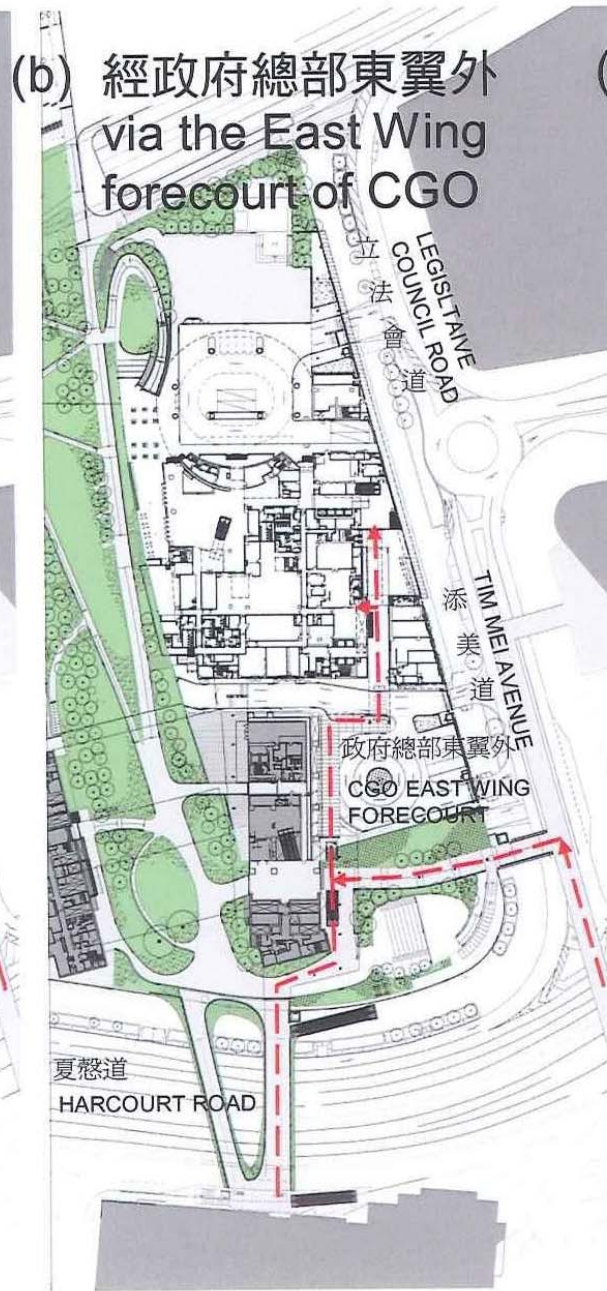 (b) 經政府總部東翼外
via the East Wing
forecourt of CGO
(
立法會道
LEGISLTAIVE
COUNCIL ROAD
添美道
TIM MEI AVENUE
政府總部東翼外
CGO EAST WING
FORECOURT
夏愨道
HARCOURT ROAD